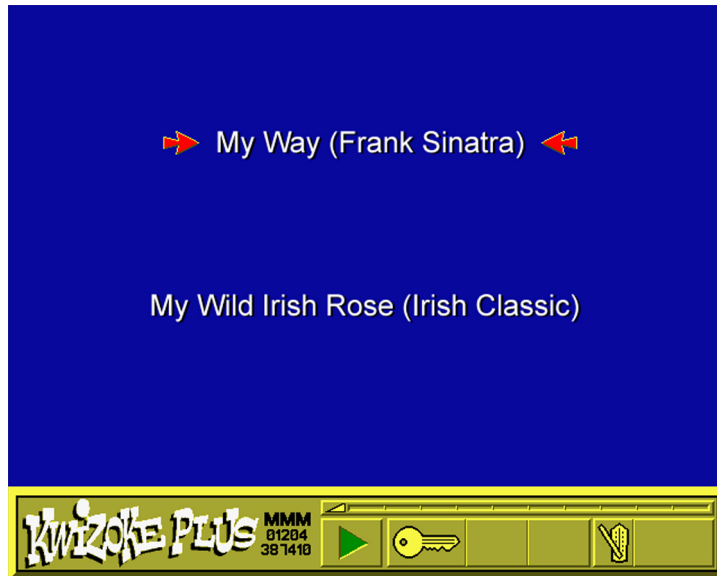 My Way (Frank Sinatra)
My Wild Irish Rose (Irish Classic)
KWIZOKE PLUS
MMM
01204
387410